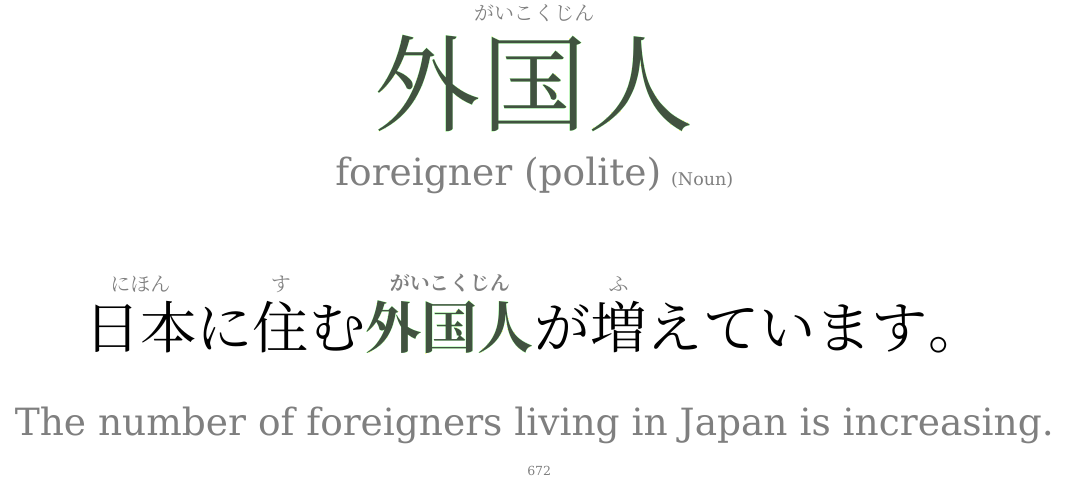 がいこくじん
外国人
foreigner (polite) (Noun)
にほん す がいこくじん ふ
日本に住む外国人が増えています。
The number of foreigners living in Japan is increasing.
672